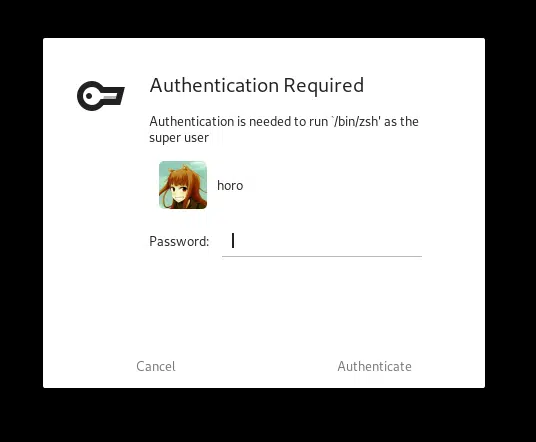 Authentication Required
Authentication is needed to run `/bin/zsh' as the
super user
horo
Password:
Cancel
Authenticate